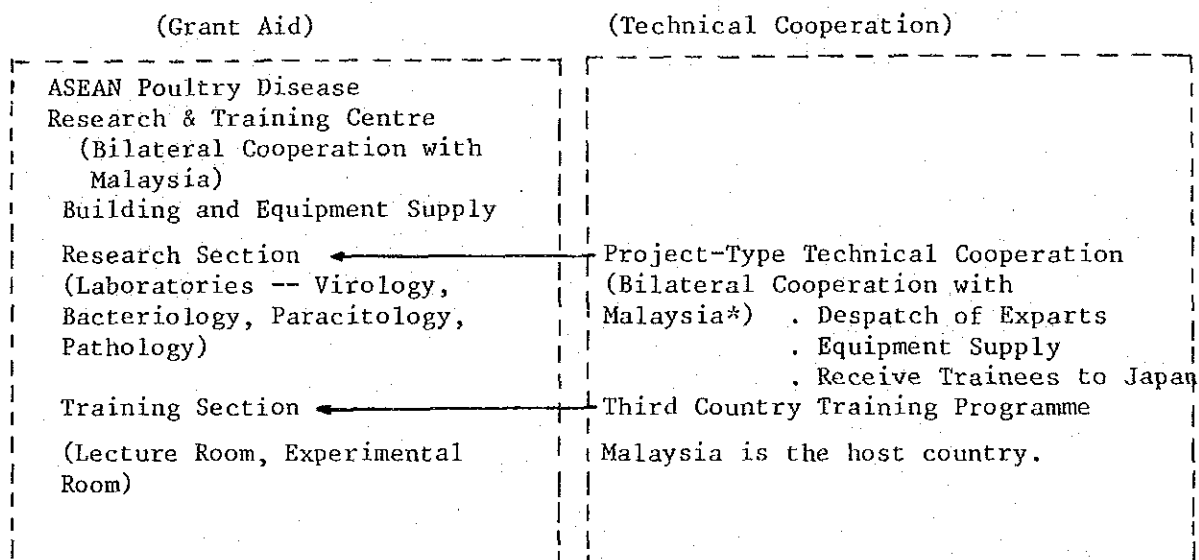 (Grant Aid)
(Technical Cooperation)
ASEAN Poultry Disease
Research & Training Centre
(Bilateral Cooperation with
Malaysia)
Building and Equipment Supply
Research Section
(Laboratories -- Virology,
Bacteriology, Paracitology,
Pathology)
Training Section
(Lecture Room, Experimental
Room)
Project-Type Technical Cooperation
(Bilateral Cooperation with
Malaysia*) . Despatch of Exparts
. Equipment Supply
. Receive Trainees to Japan
Third Country Training Programme
Malaysia is the host country.